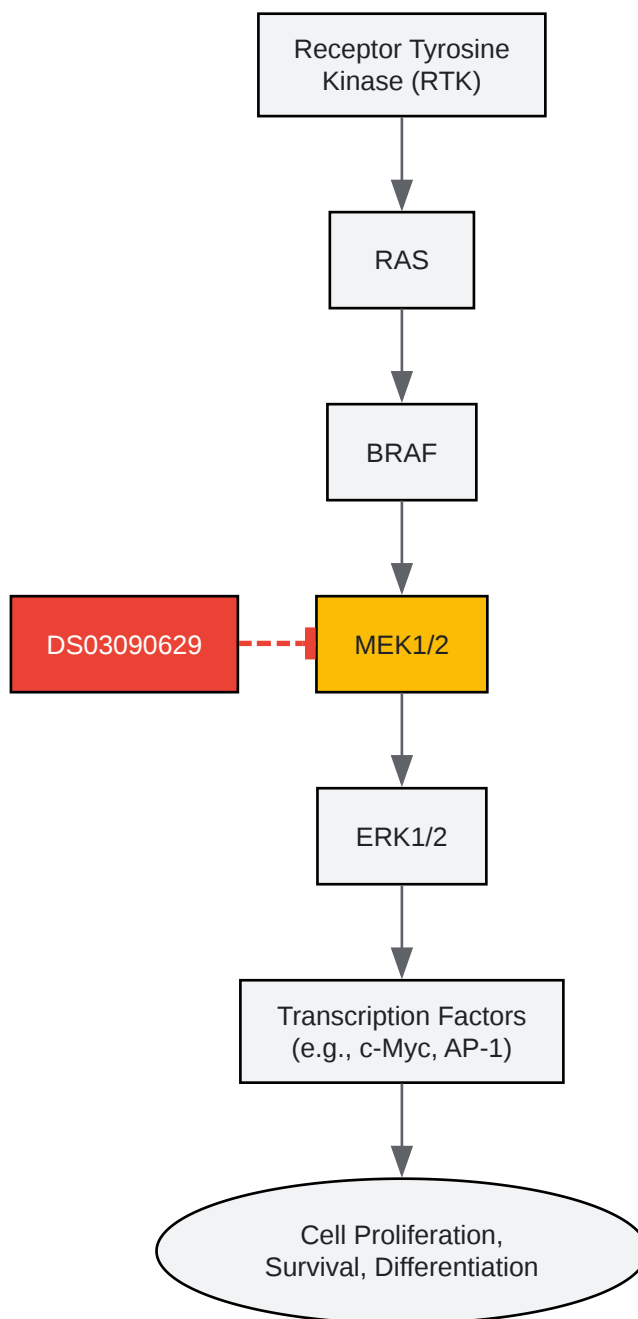 Receptor Tyrosine
Kinase (RTK)
RAS
BRAF
DS03090629
MEK1/2
ERK1/2
Transcription Factors
(e.g., c-Myc, AP-1)
Cell Proliferation,
Survival, Differentiation